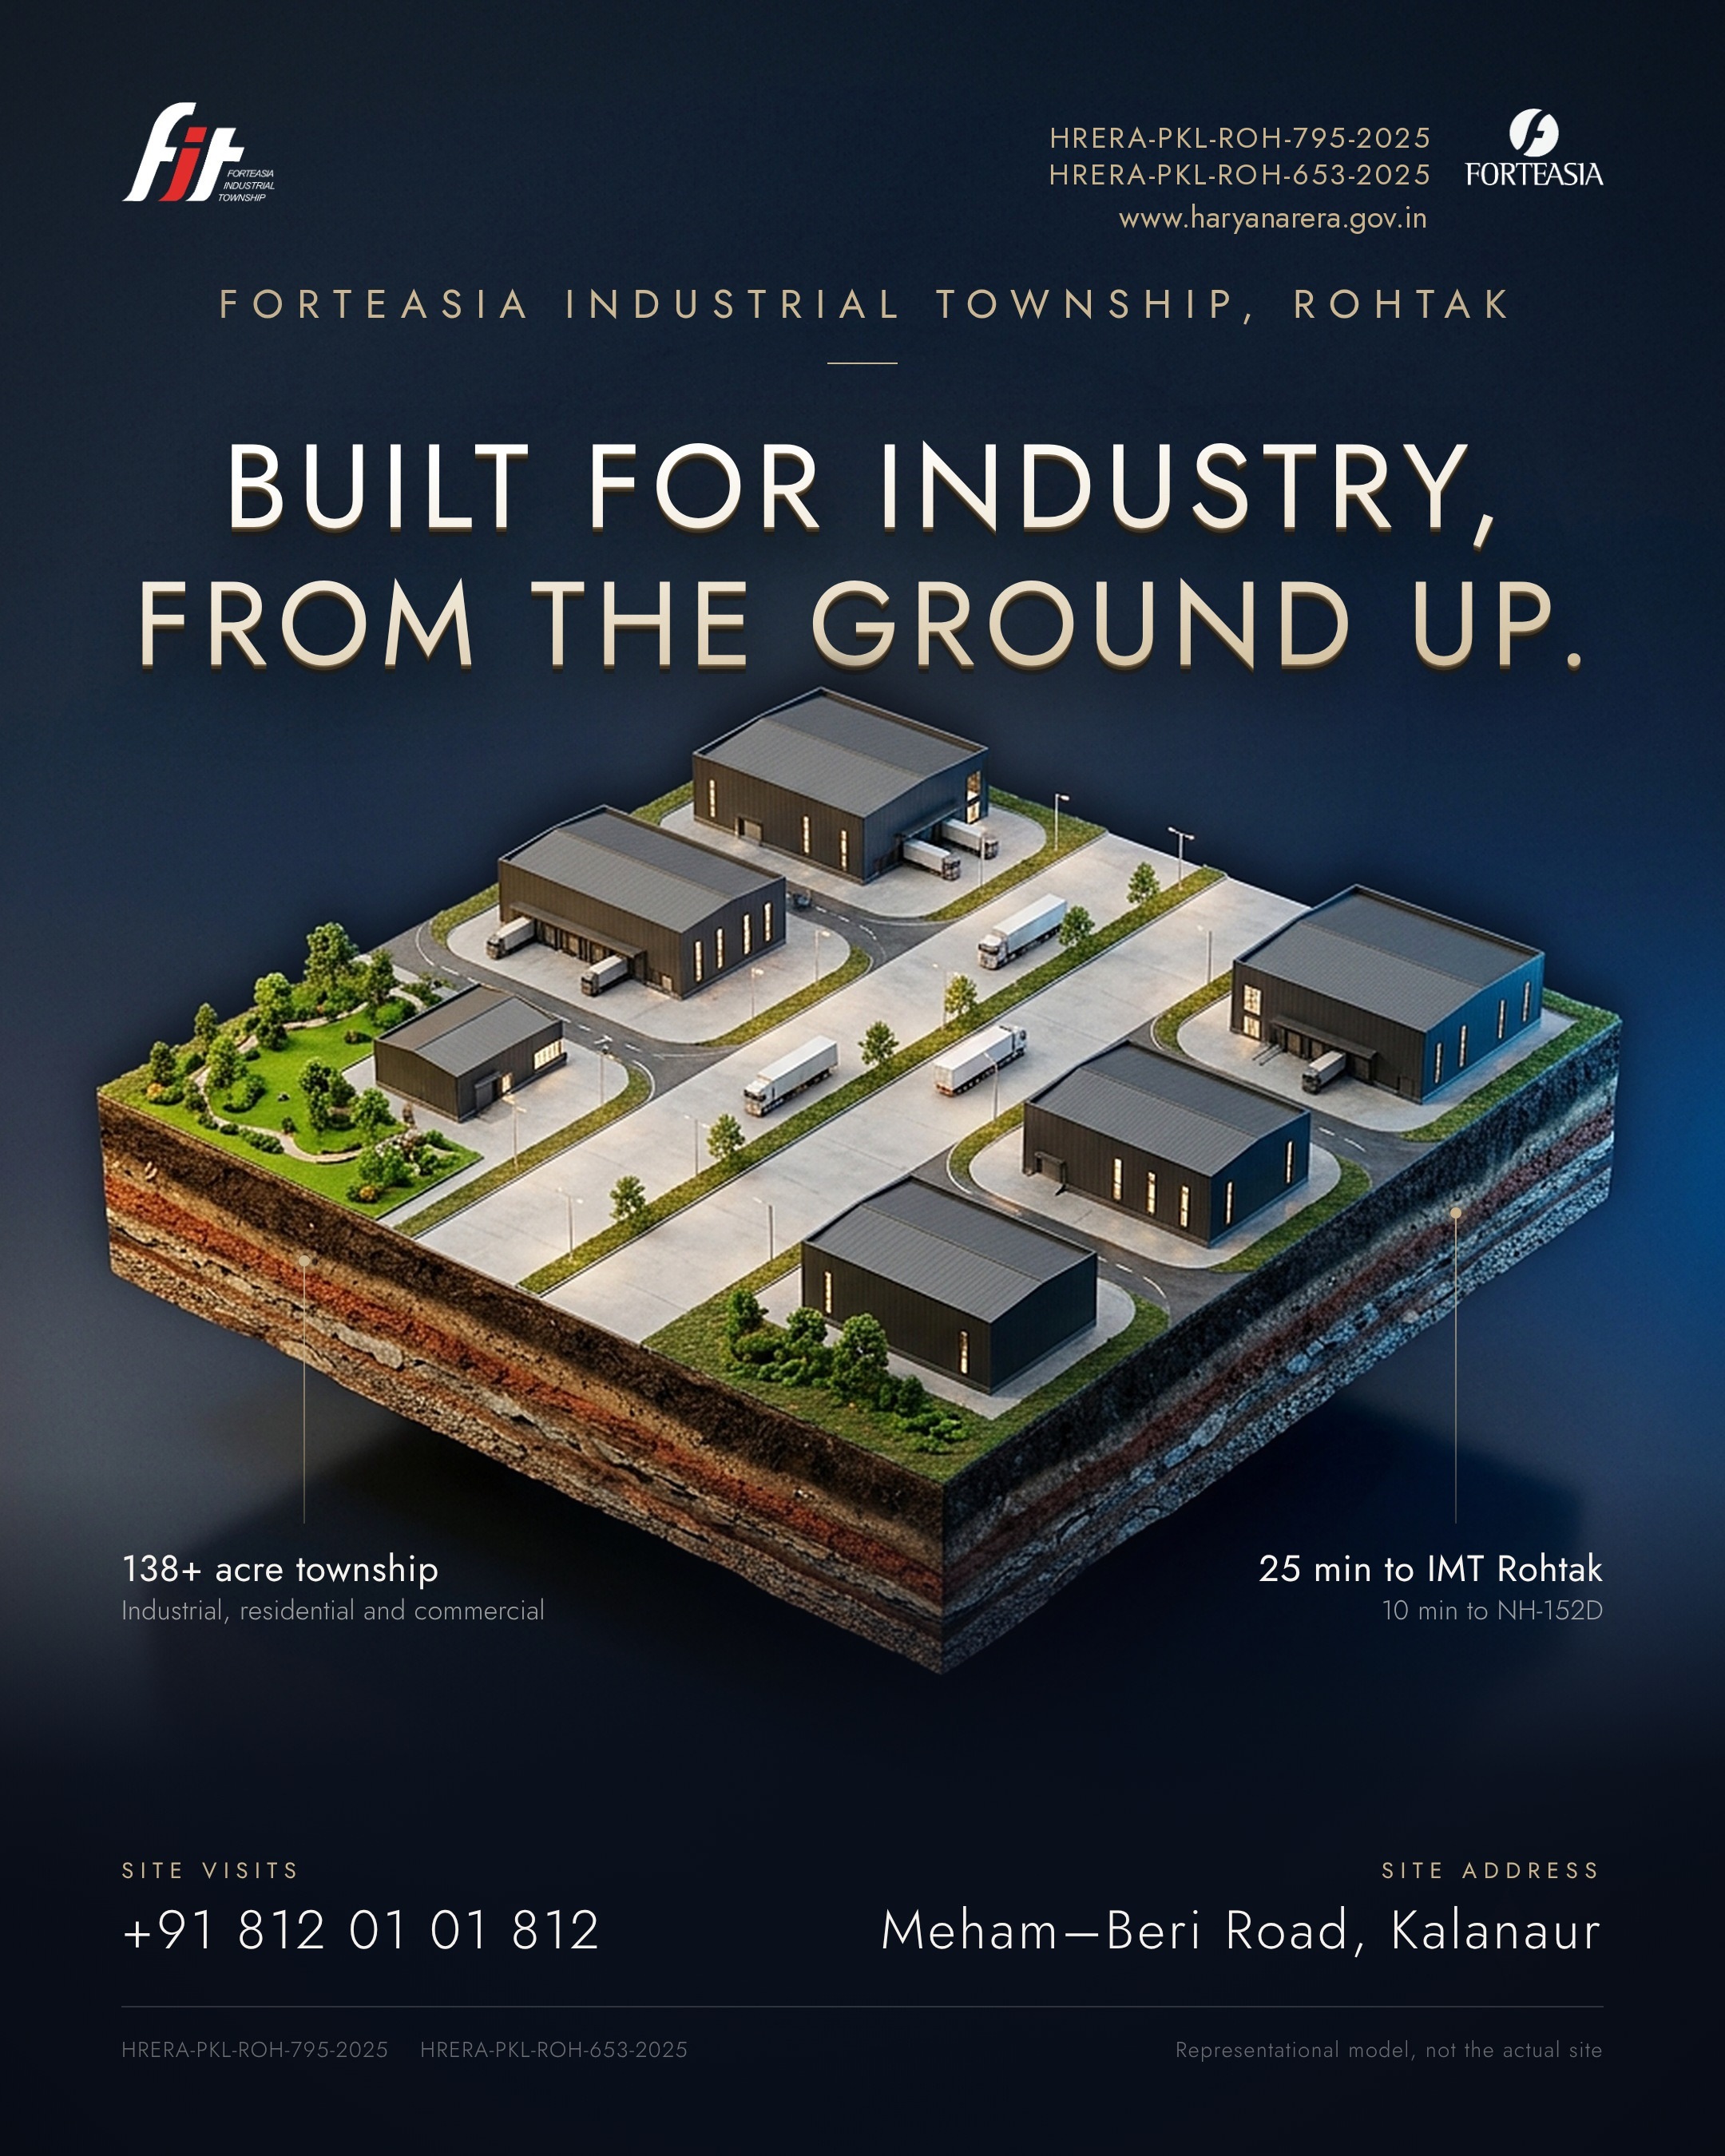 fit
FORTEASIA
INDUSTRIAL
TOWNSHIP
HRERA-PKL-ROH-795-2025
HRERA-PKL-ROH-653-2025
www.haryanarera.gov.in
FORTEASIA
FORTEASIA INDUSTRIAL TOWNSHIP, ROHTAK
BUILT FOR INDUSTRY,
FROM THE GROUND UP.
138+ acre township
Industrial, residential and commercial
25 min to IMT Rohtak
10 min to NH-152D
SITE VISITS
+91 812 01 01 812
SITE ADDRESS
Meham–Beri Road, Kalanaur
HRERA-PKL-ROH-795-2025 HRERA-PKL-ROH-653-2025
Representational model, not the actual site